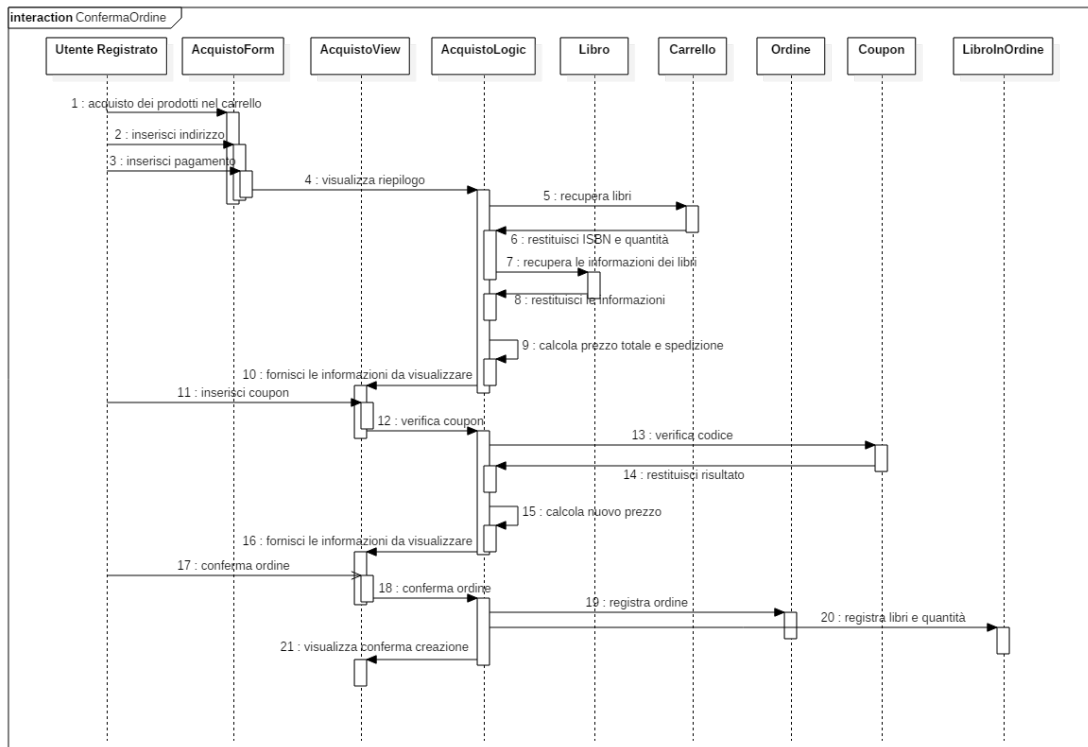 interaction ConfermaOrdine
Utente Registrato
AcquistoForm
AcquistoView
AcquistoLogic
Libro
Carrello
Ordine
Coupon
LibroInOrdine
1 : acquisto dei prodotti nel carrello
2 : inserisci indirizzo
3 : inserisci pagamento
4 : visualizza riepilogo
5 : recupera libri
6 : restituisci ISBN e quantità
7 : recupera le informazioni dei libri
8 : restituisci le informazioni
9 : calcola prezzo totale e spedizione
10 : fornisci le informazioni da visualizzare
11 : inserisci coupon
12 : verifica coupon
13 : verifica codice
14 : restituisci risultato
15 : calcola nuovo prezzo
16 : fornisci le informazioni da visualizzare
17 : conferma ordine
18 : conferma ordine
19 : registra ordine
20 : registra libri e quantità
21 : visualizza conferma creazione